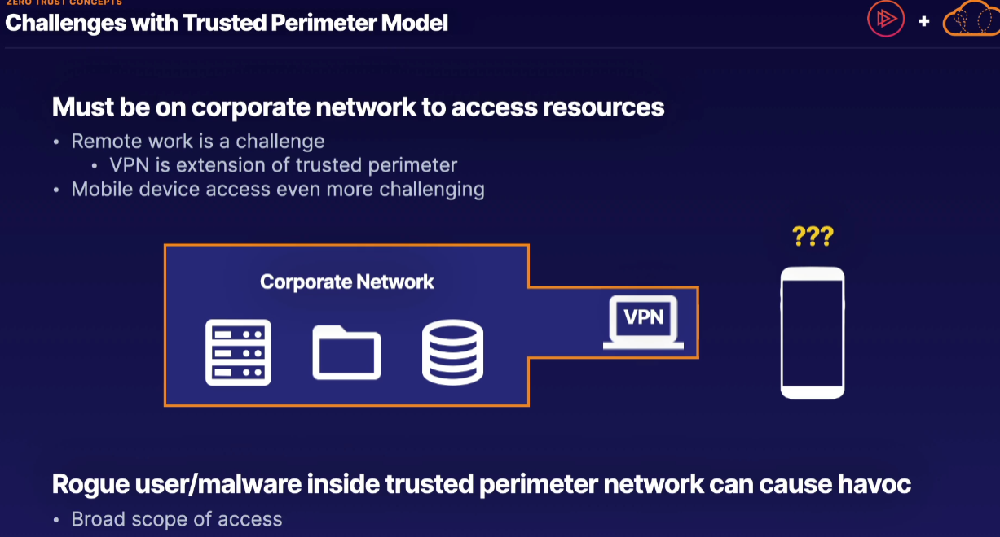 ZERO TRUST CONCEPTS
Challenges with Trusted Perimeter Model
+
Must be on corporate network to access resources
• Remote work is a challenge
• VPN is extension of trusted perimeter
• Mobile device access even more challenging
???
Corporate Network
VPN
Rogue user/malware inside trusted perimeter network can cause havoc
• Broad scope of access